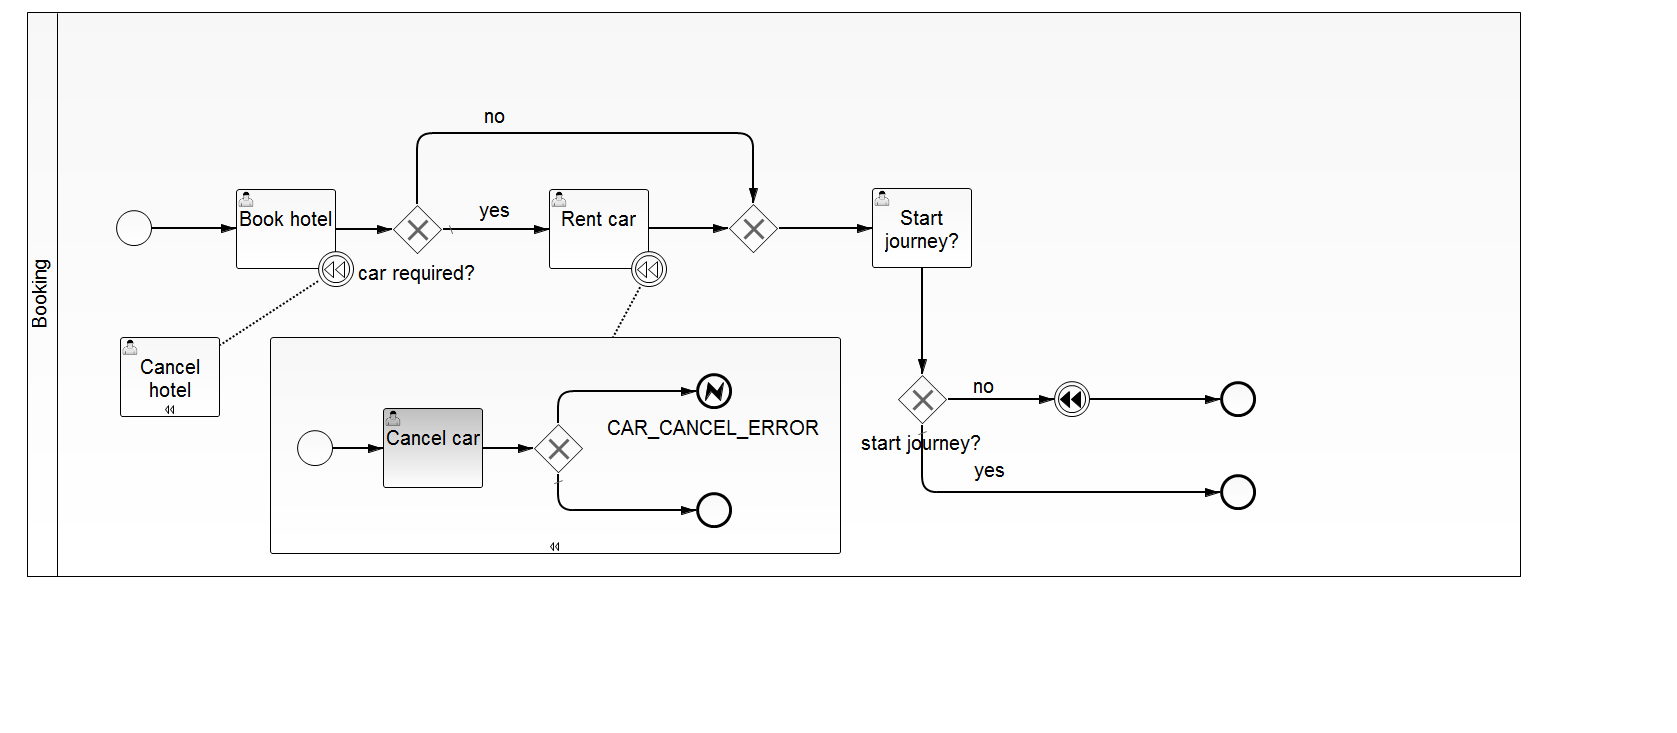 Booking
no
Book hotel
yes
Rent car
Start
journey?
car required?
Cancel
hotel
no
CAR_CANCEL_ERROR
Cancel car
start journey?
yes